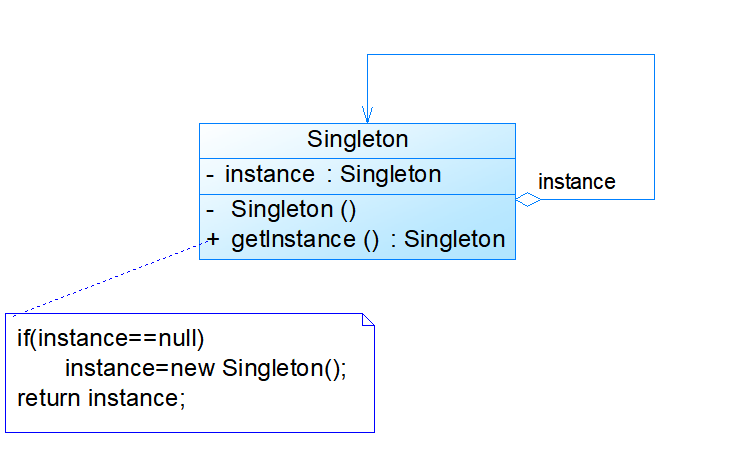 Singleton
- instance : Singleton
instance
- Singleton ()
+ getInstance () : Singleton
if(instance==null)
instance=new Singleton();
return instance;